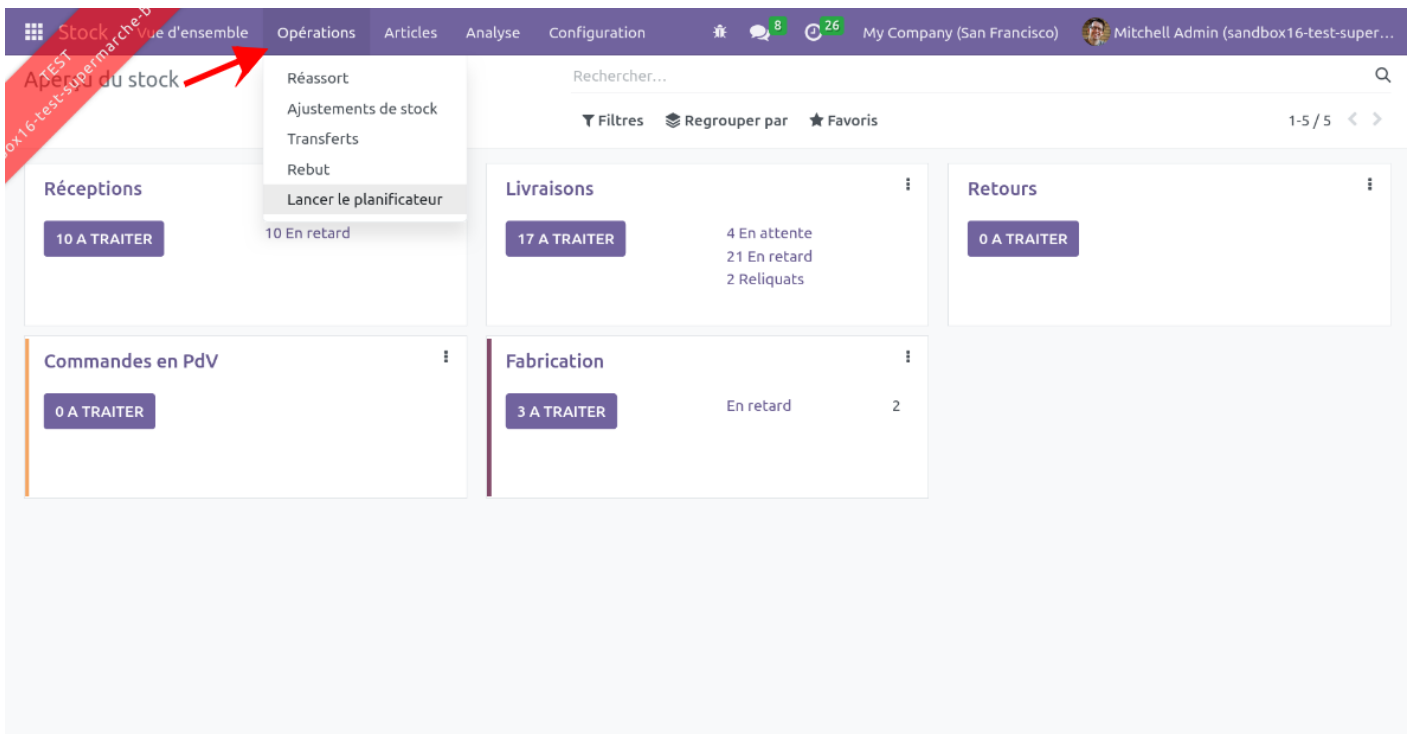 Stock Vue d'ensemble Opérations Articles Analyse Configuration 8 26 My Company (San Francisco) Mitchell Admin (sandbox16-test-super...
TEST
box16-test-supermarche-b
Aperçu du stock
Rechercher...
Filtres Regrouper par Favoris 1-5 / 5
Réassort
Ajustements de stock
Transferts
Rebut
Lancer le planificateur
Réceptions
10 A TRAITER
10 En retard
Livraisons
17 A TRAITER
4 En attente
21 En retard
2 Reliquats
Retours
0 A TRAITER
Commandes en PdV
0 A TRAITER
Fabrication
3 A TRAITER
En retard 2